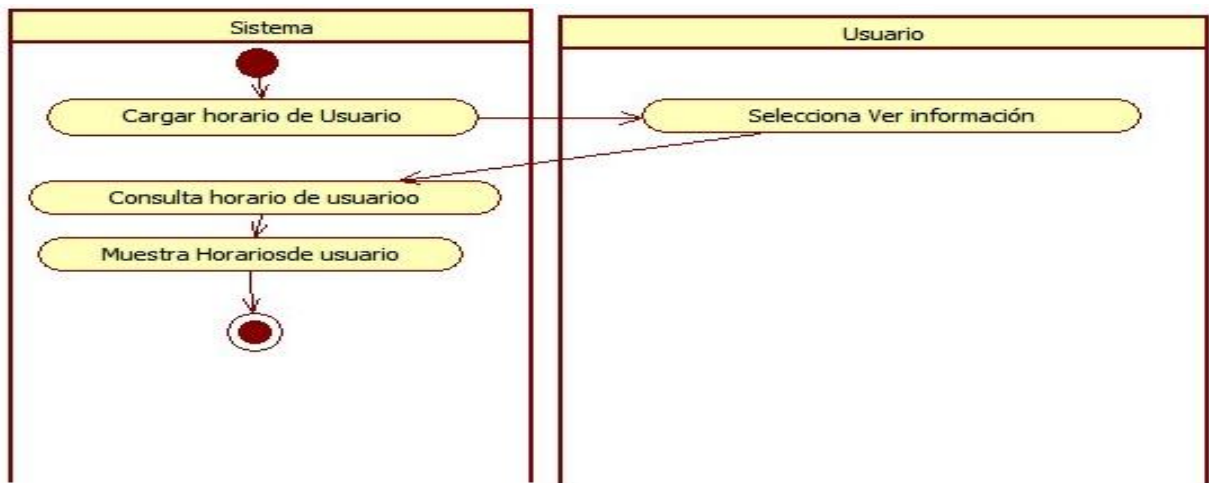 Sistema
Usuario
Cargar horario de Usuario
Selecciona Ver información
Consulta horario de usuarioo
Muestra Horariosde usuario